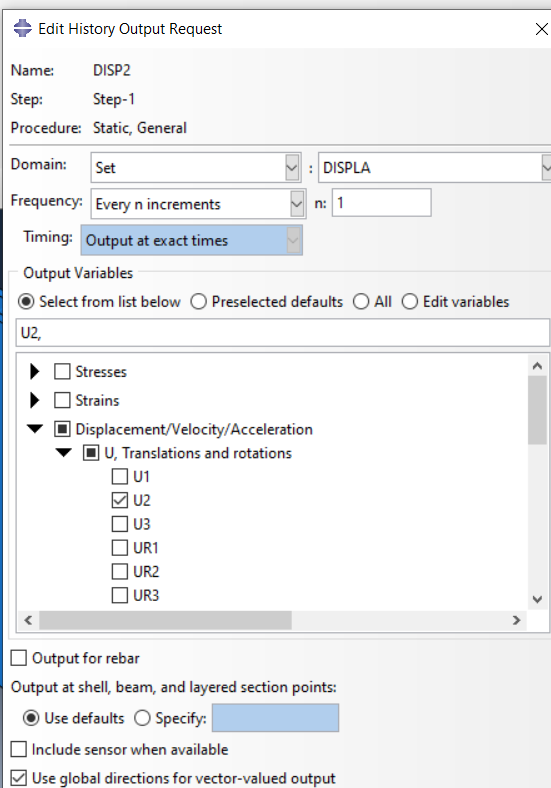 Edit History Output Request
Name: DISP2
Step: Step-1
Procedure: Static, General
Domain: Set : DISPLA
Frequency: Every n increments n: 1
Timing: Output at exact times
Output Variables
Select from list below Preselected defaults All Edit variables
U2,
Stresses
Strains
Displacement/Velocity/Acceleration
U, Translations and rotations
U1
U2
U3
UR1
UR2
UR3
Output for rebar
Output at shell, beam, and layered section points:
Use defaults Specify:
Include sensor when available
Use global directions for vector-valued output